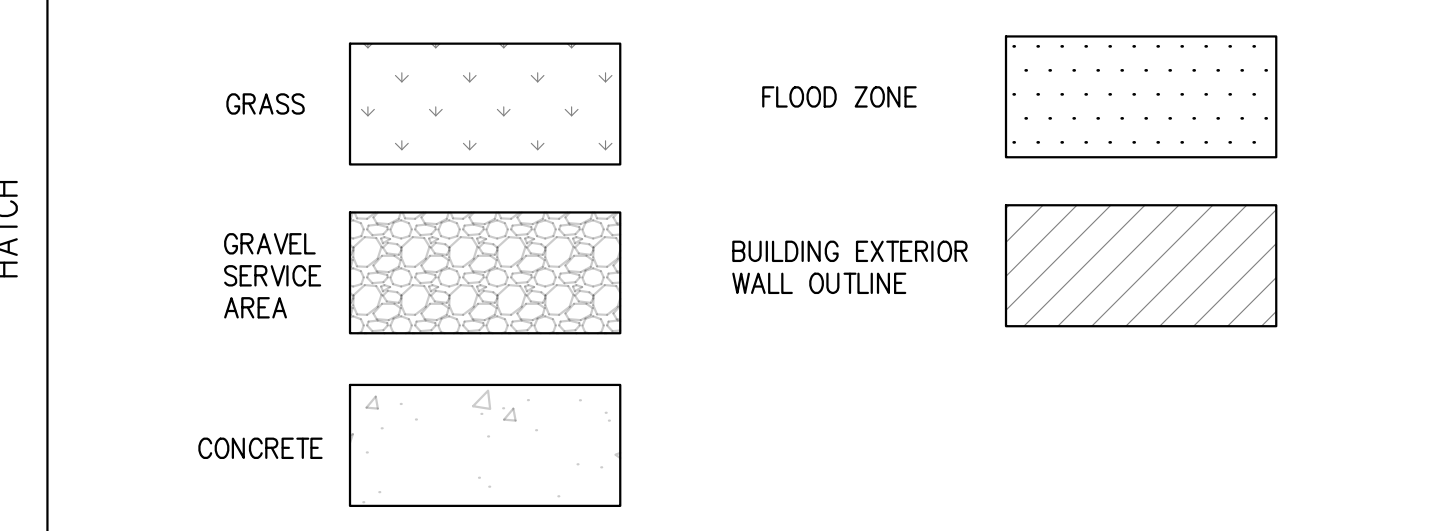 HATCH
GRASS
GRAVEL
SERVICE
AREA
CONCRETE
FLOOD ZONE
BUILDING EXTERIOR
WALL OUTLINE